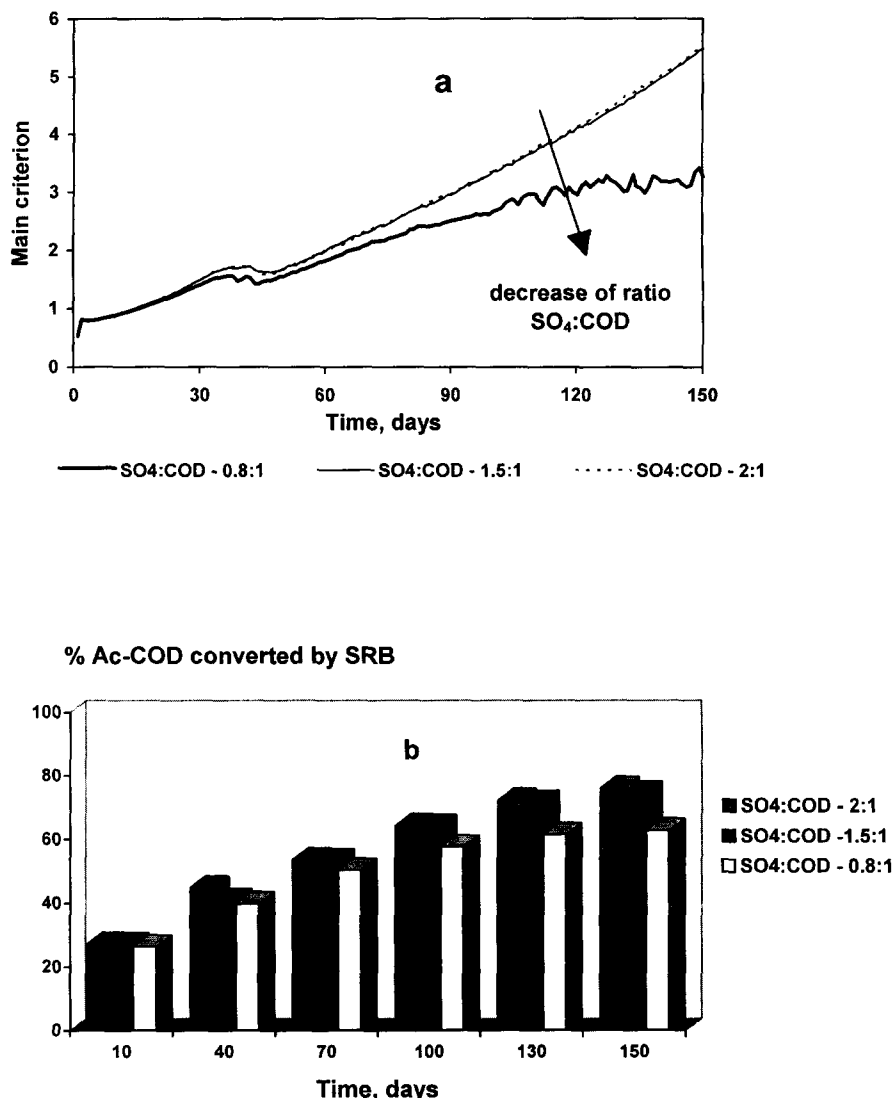 6
5
4
3
2
1
0
Main criterion
a
decrease of ratio
SO₄:COD
0 30 60 90 120 150
Time, days
SO4:COD - 0.8:1 SO4:COD - 1.5:1 SO4:COD - 2:1
% Ac-COD converted by SRB
100
80
60
40
20
0
b
SO4:COD - 2:1
SO4:COD -1.5:1
SO4:COD - 0.8:1
10 40 70 100 130 150
Time, days